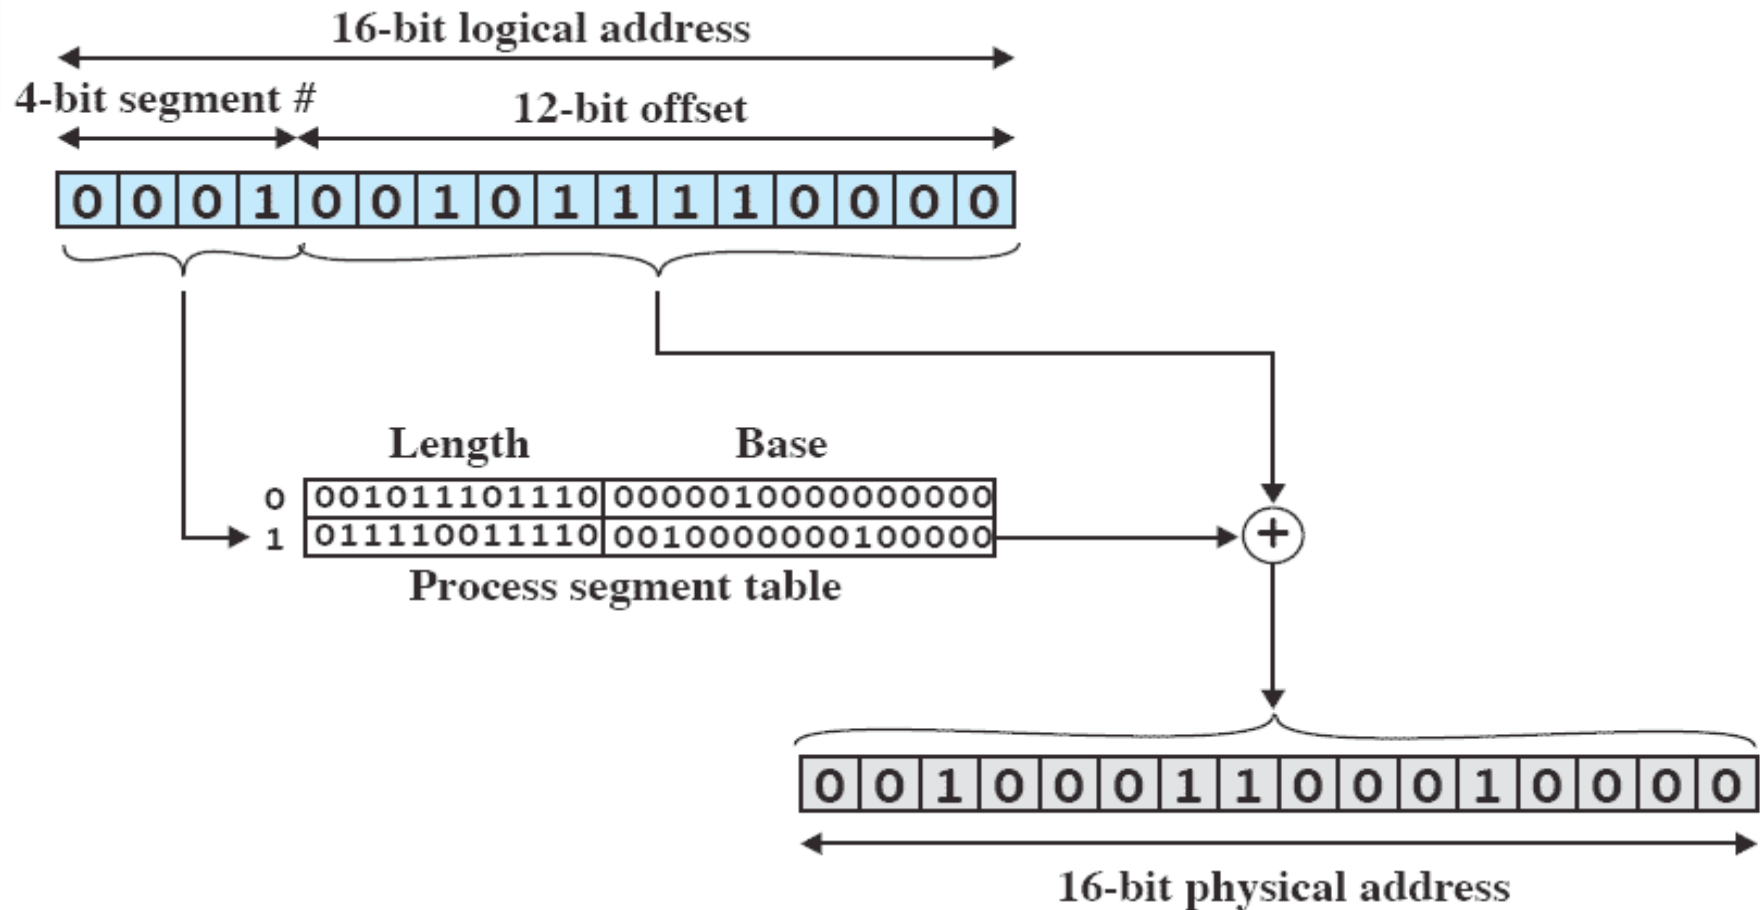 16-bit logical address
4-bit segment #
12-bit offset
0 0 0 1 0 0 1 0 1 1 1 1 0 0 0 0
Length Base
0 001011101110 0000010000000000
1 011110011110 0010000000100000
Process segment table
+
0 0 1 0 0 0 1 1 0 0 0 1 0 0 0 0
16-bit physical address